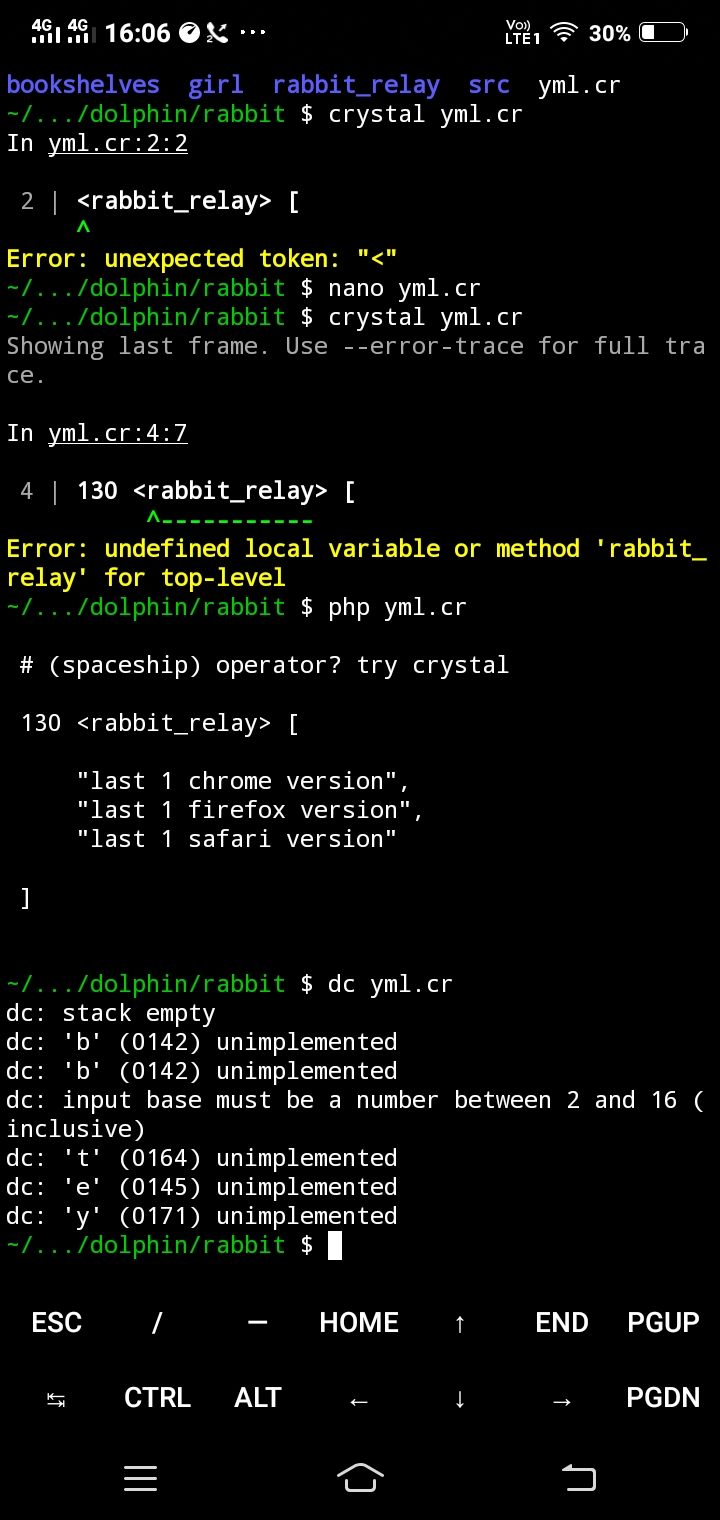 4G 4G 16:06 2 ... Vo)) LTE1 30%
bookshelves girl rabbit_relay src yml.cr
~/.../dolphin/rabbit $ crystal yml.cr
In yml.cr:2:2
2 | <rabbit_relay> [
^
Error: unexpected token: "<"
~/.../dolphin/rabbit $ nano yml.cr
~/.../dolphin/rabbit $ crystal yml.cr
Showing last frame. Use --error-trace for full tra
ce.
In yml.cr:4:7
4 | 130 <rabbit_relay> [
^-----------
Error: undefined local variable or method 'rabbit_
relay' for top-level
~/.../dolphin/rabbit $ php yml.cr
# (spaceship) operator? try crystal
130 <rabbit_relay> [
"last 1 chrome version",
"last 1 firefox version",
"last 1 safari version"
]
~/.../dolphin/rabbit $ dc yml.cr
dc: stack empty
dc: 'b' (0142) unimplemented
dc: 'b' (0142) unimplemented
dc: input base must be a number between 2 and 16 (
inclusive)
dc: 't' (0164) unimplemented
dc: 'e' (0145) unimplemented
dc: 'y' (0171) unimplemented
~/.../dolphin/rabbit $
ESC / — HOME ↑ END PGUP
↹ CTRL ALT ← ↓ → PGDN